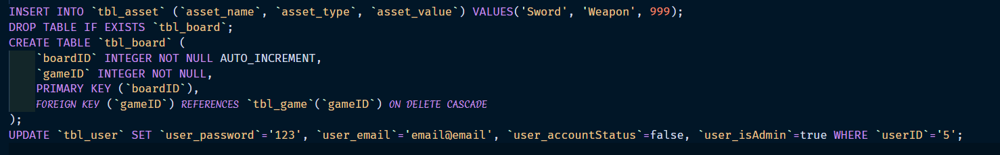 INSERT INTO `tbl_asset` (`asset_name`, `asset_type`, `asset_value`) VALUES('Sword', 'Weapon', 999);
DROP TABLE IF EXISTS `tbl_board`;
CREATE TABLE `tbl_board` (
    `boardID` INTEGER NOT NULL AUTO_INCREMENT,
    `gameID` INTEGER NOT NULL,
    PRIMARY KEY (`boardID`),
    FOREIGN KEY (`gameID`) REFERENCES `tbl_game`(`gameID`) ON DELETE CASCADE
);
UPDATE `tbl_user` SET `user_password`='123', `user_email`='email@email', `user_accountStatus`=false, `user_isAdmin`=true WHERE `userID`='5';